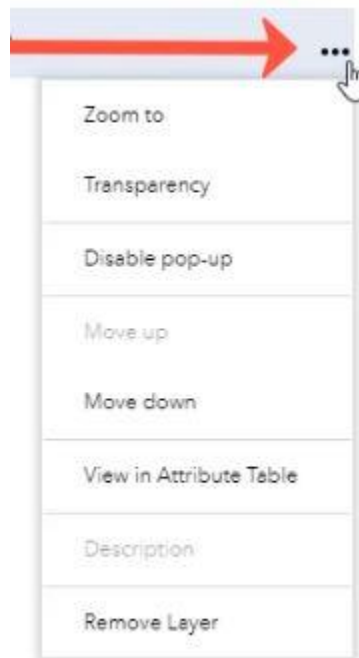 Zoom to
Transparency
Disable pop-up
Move up
Move down
View in Attribute Table
Description
Remove Layer